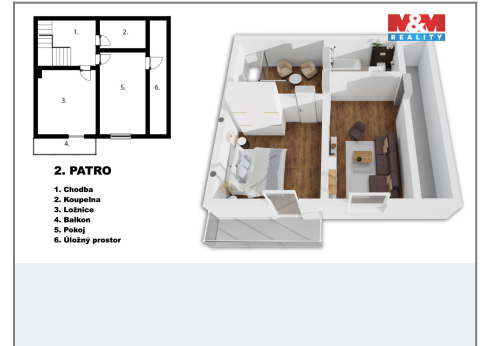 M&M
REALITY
1.
2.
3.
5.
6.
4.
2. PATRO
1. Chodba
2. Koupelna
3. Ložnice
4. Balkon
5. Pokoj
6. Úložný prostor